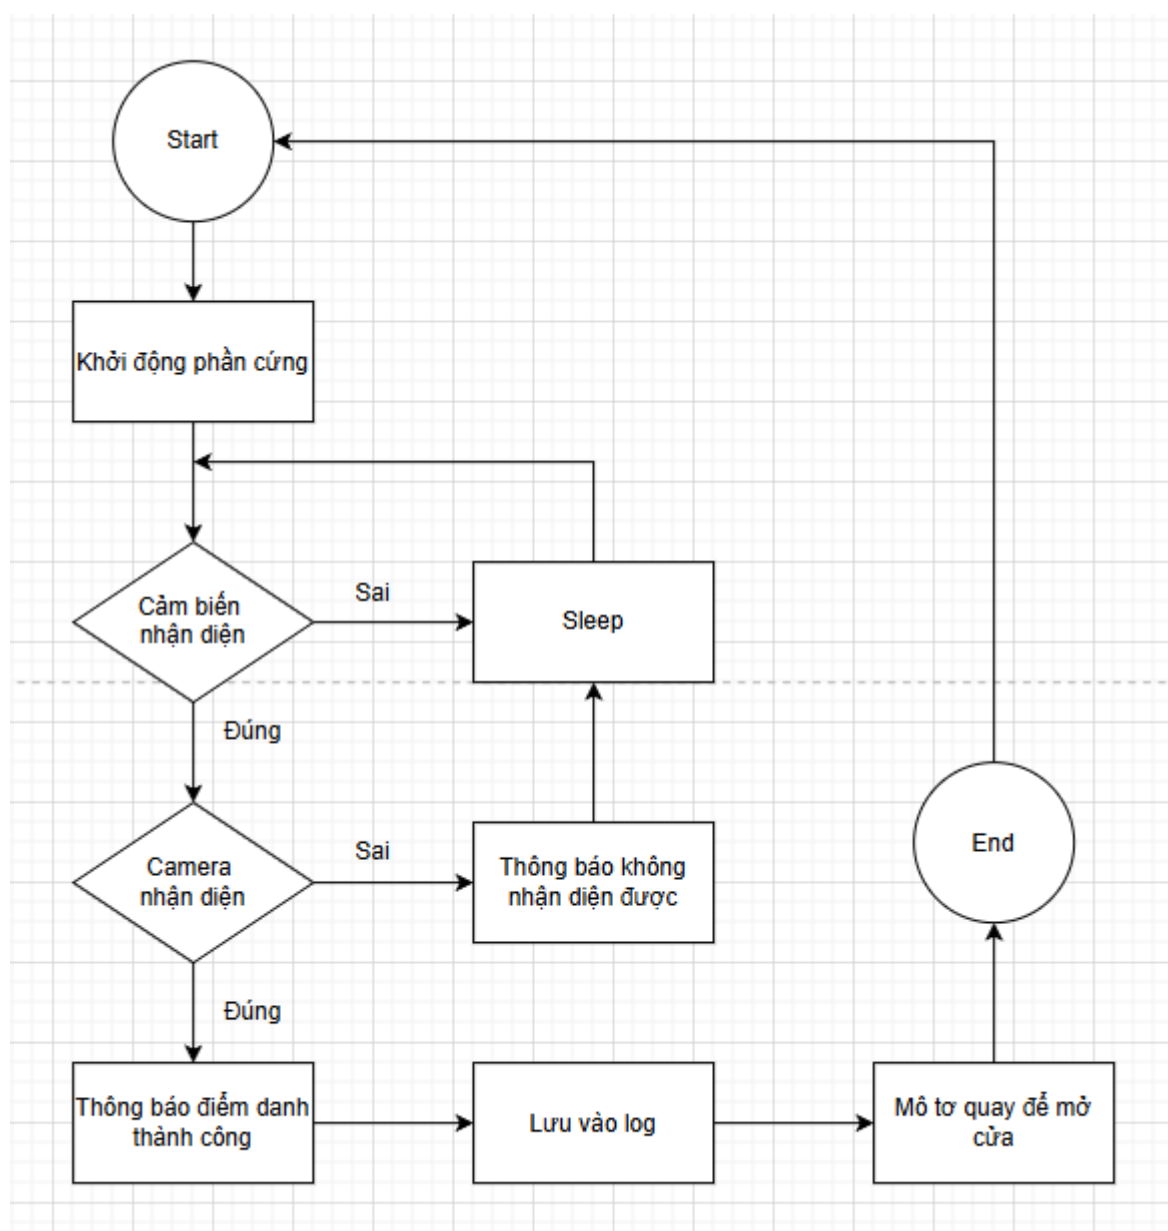 Start
Khởi động phần cứng
Cảm biến
nhận diện
Sai
Sleep
Đúng
Camera
nhận diện
Sai
Thông báo không
nhận diện được
End
Đúng
Thông báo điểm danh
thành công
Lưu vào log
Mô tơ quay để mở
cửa